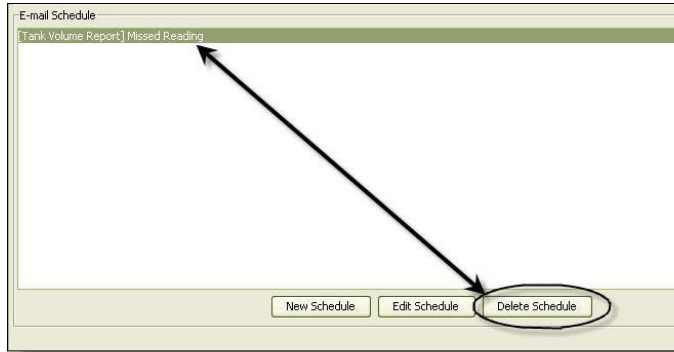 E-mail Schedule
[Tank Volume Report] Missed Reading
New Schedule Edit Schedule Delete Schedule